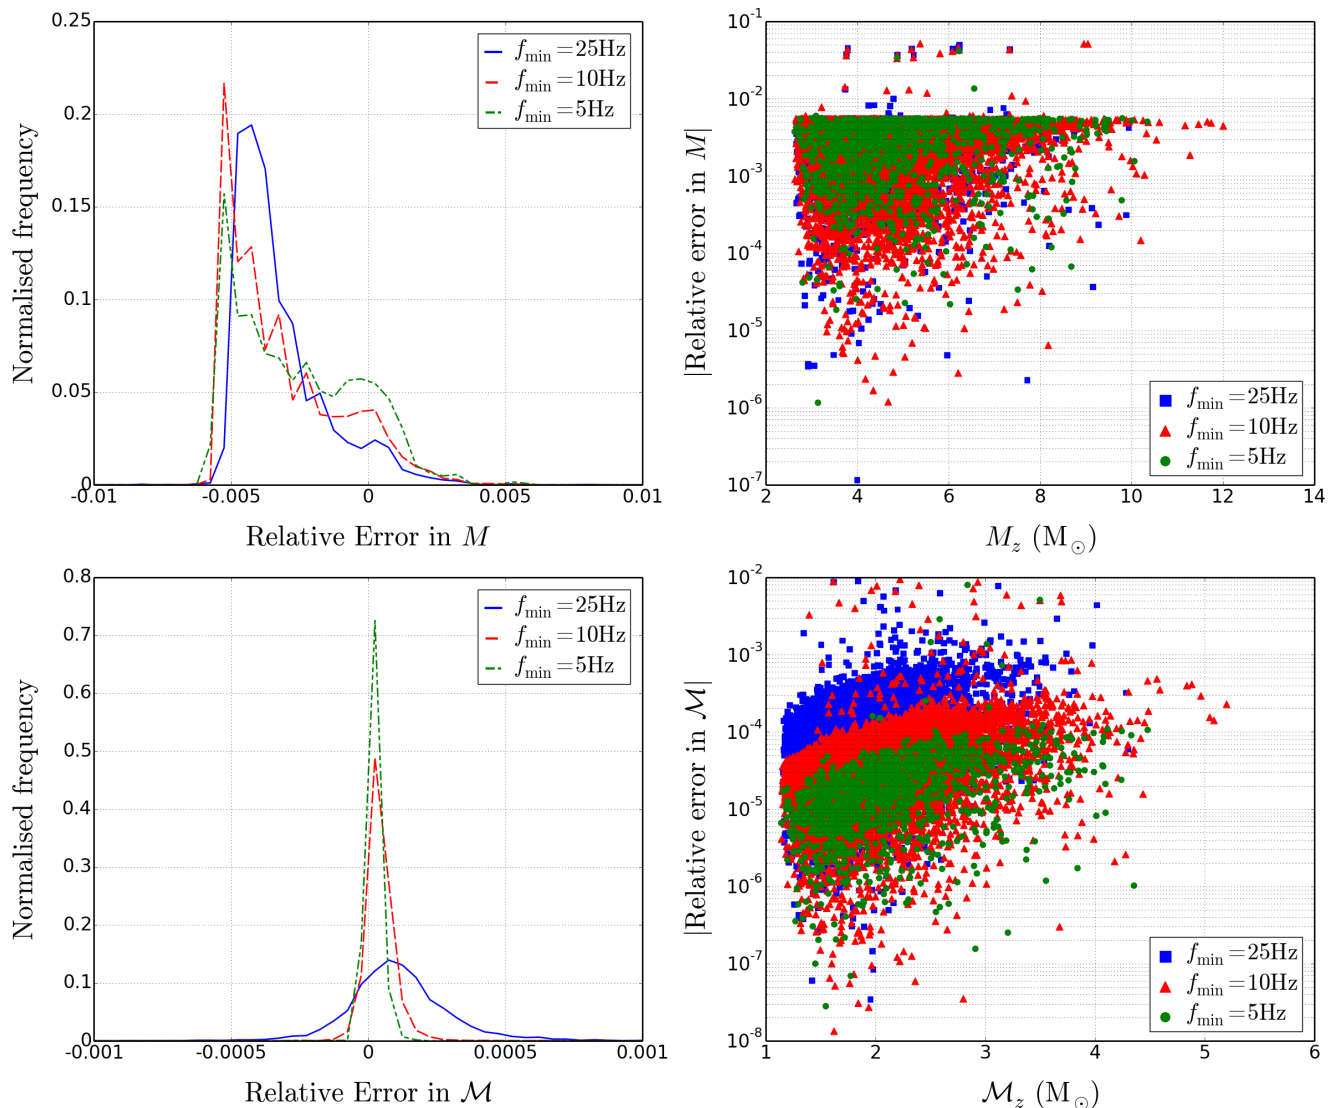 0.25
0.20
0.15
0.1
0.05
0
-0.01
-0.005
0
0.005
0.01
Normalised frequency
Relative Error in M
f_min = 25Hz
f_min = 10Hz
f_min = 5Hz
10^-1
10^-2
10^-3
10^-4
10^-5
10^-6
10^-7
2
4
6
8
10
12
14
|Relative error in M|
M_z (M_⊙)
f_min = 25Hz
f_min = 10Hz
f_min = 5Hz
0.8
0.7
0.6
0.5
0.4
0.3
0.2
0.1
0
-0.001
-0.0005
0
0.0005
0.001
Normalised frequency
Relative Error in ℳ
f_min = 25Hz
f_min = 10Hz
f_min = 5Hz
10^-2
10^-3
10^-4
10^-5
10^-6
10^-7
10^-8
1
2
3
4
5
6
|Relative error in ℳ|
ℳ_z (M_⊙)
f_min = 25Hz
f_min = 10Hz
f_min = 5Hz